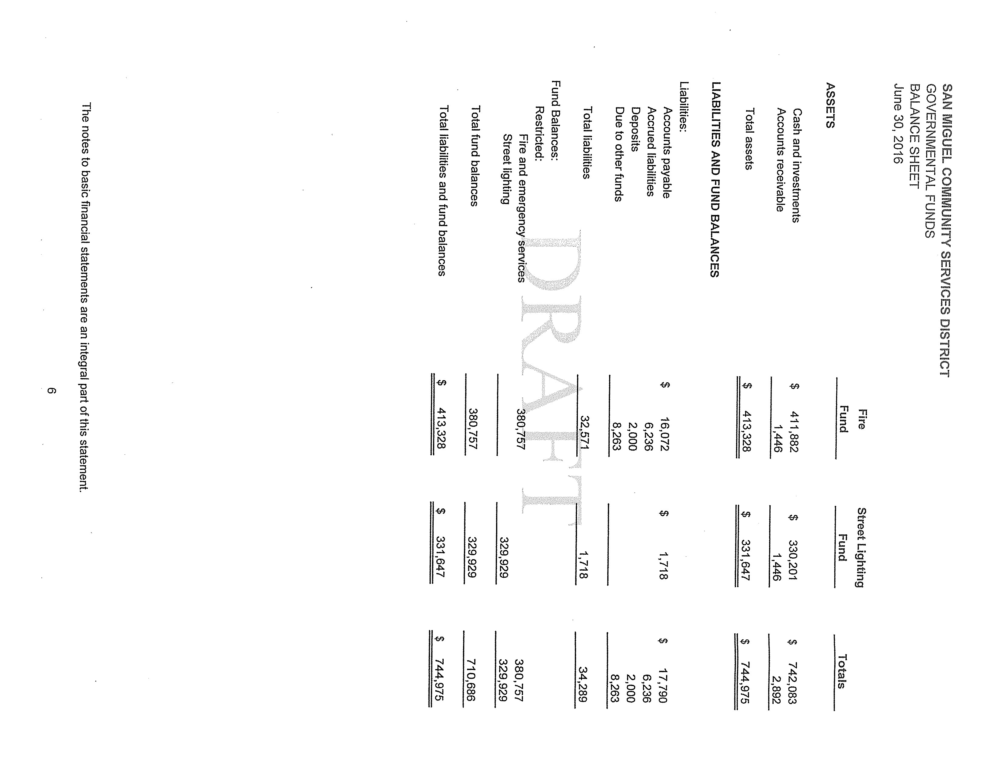 SAN MIGUEL COMMUNITY SERVICES DISTRICT
GOVERNMENTAL FUNDS
BALANCE SHEET
June 30, 2016
Fire Street Lighting
Fund Fund Totals
ASSETS
Cash and investments $ 411,882 $ 330,201 $ 742,083
Accounts receivable 1,446 1,446 2,892
Total assets $ 413,328 $ 331,647 $ 744,975
LIABILITIES AND FUND BALANCES
Liabilities:
Accounts payable $ 16,072 $ 1,718 $ 17,790
Accrued liabilities 6,236 6,236
Deposits 2,000 2,000
Due to other funds 8,263 8,263
Total liabilities 32,571 1,718 34,289
DRAFT
Fund Balances:
Restricted:
Fire and emergency services 380,757 380,757
Street lighting 329,929 329,929
Total fund balances 380,757 329,929 710,686
Total liabilities and fund balances $ 413,328 $ 331,647 $ 744,975
The notes to basic financial statements are an integral part of this statement.
6